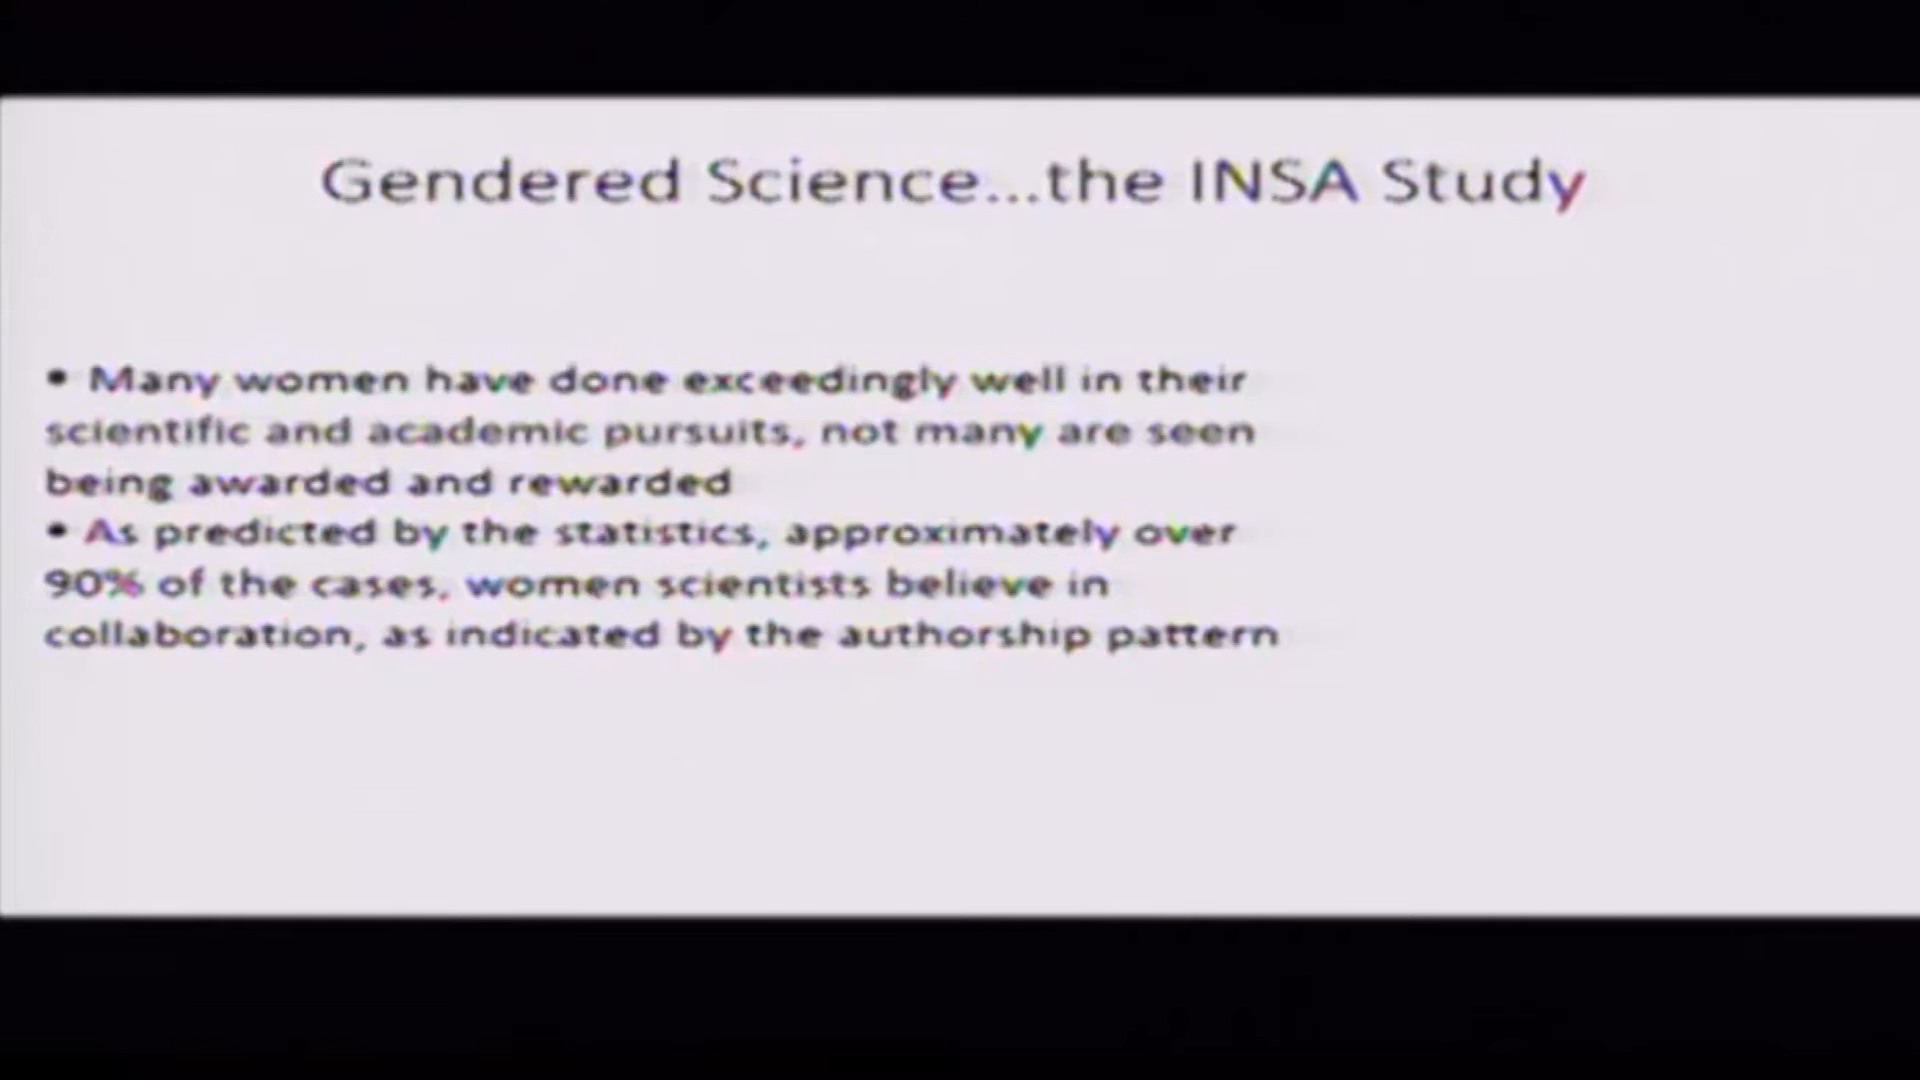 Gendered Science...the INSA Study
• Many women have done exceedingly well in their
scientific and academic pursuits, not many are seen
being awarded and rewarded
• As predicted by the statistics, approximately over
90% of the cases, women scientists believe in
collaboration, as indicated by the authorship pattern